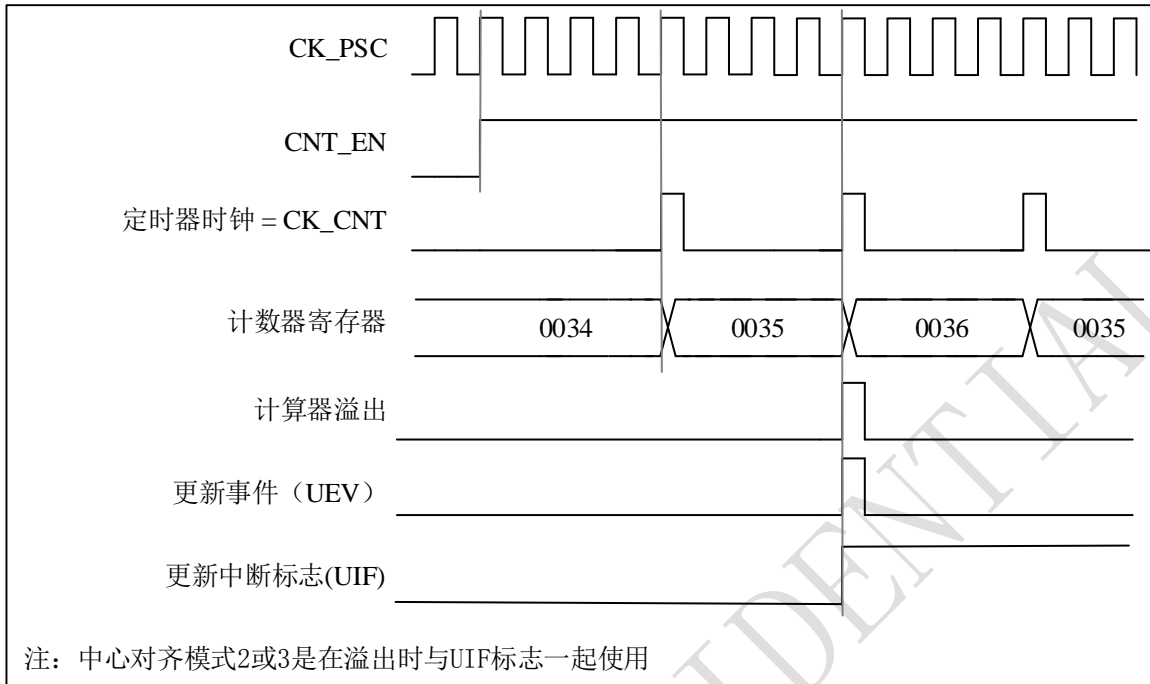 CK_PSC
CNT_EN
定时器时钟 = CK_CNT
计数器寄存器
0034
0035
0036
0035
计算器溢出
更新事件（UEV）
更新中断标志(UIF)
注：中心对齐模式2或3是在溢出时与UIF标志一起使用
IDENTIAL